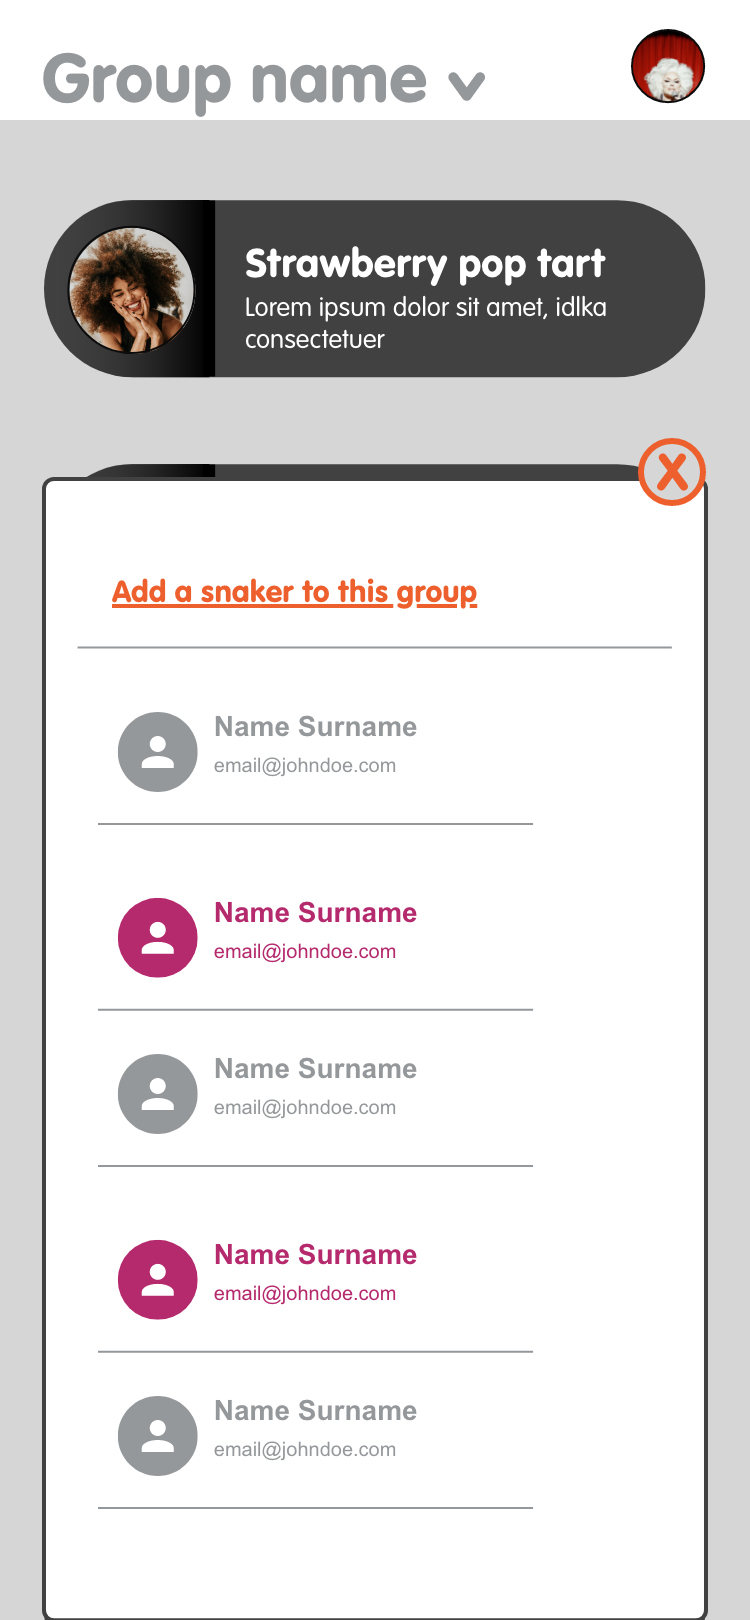 Group name
Strawberry pop tart
Lorem ipsum dolor sit amet, idlka
consectetuer
X
Add a snaker to this group
Name Surname
email@johndoe.com
Name Surname
email@johndoe.com
Name Surname
email@johndoe.com
Name Surname
email@johndoe.com
Name Surname
email@johndoe.com